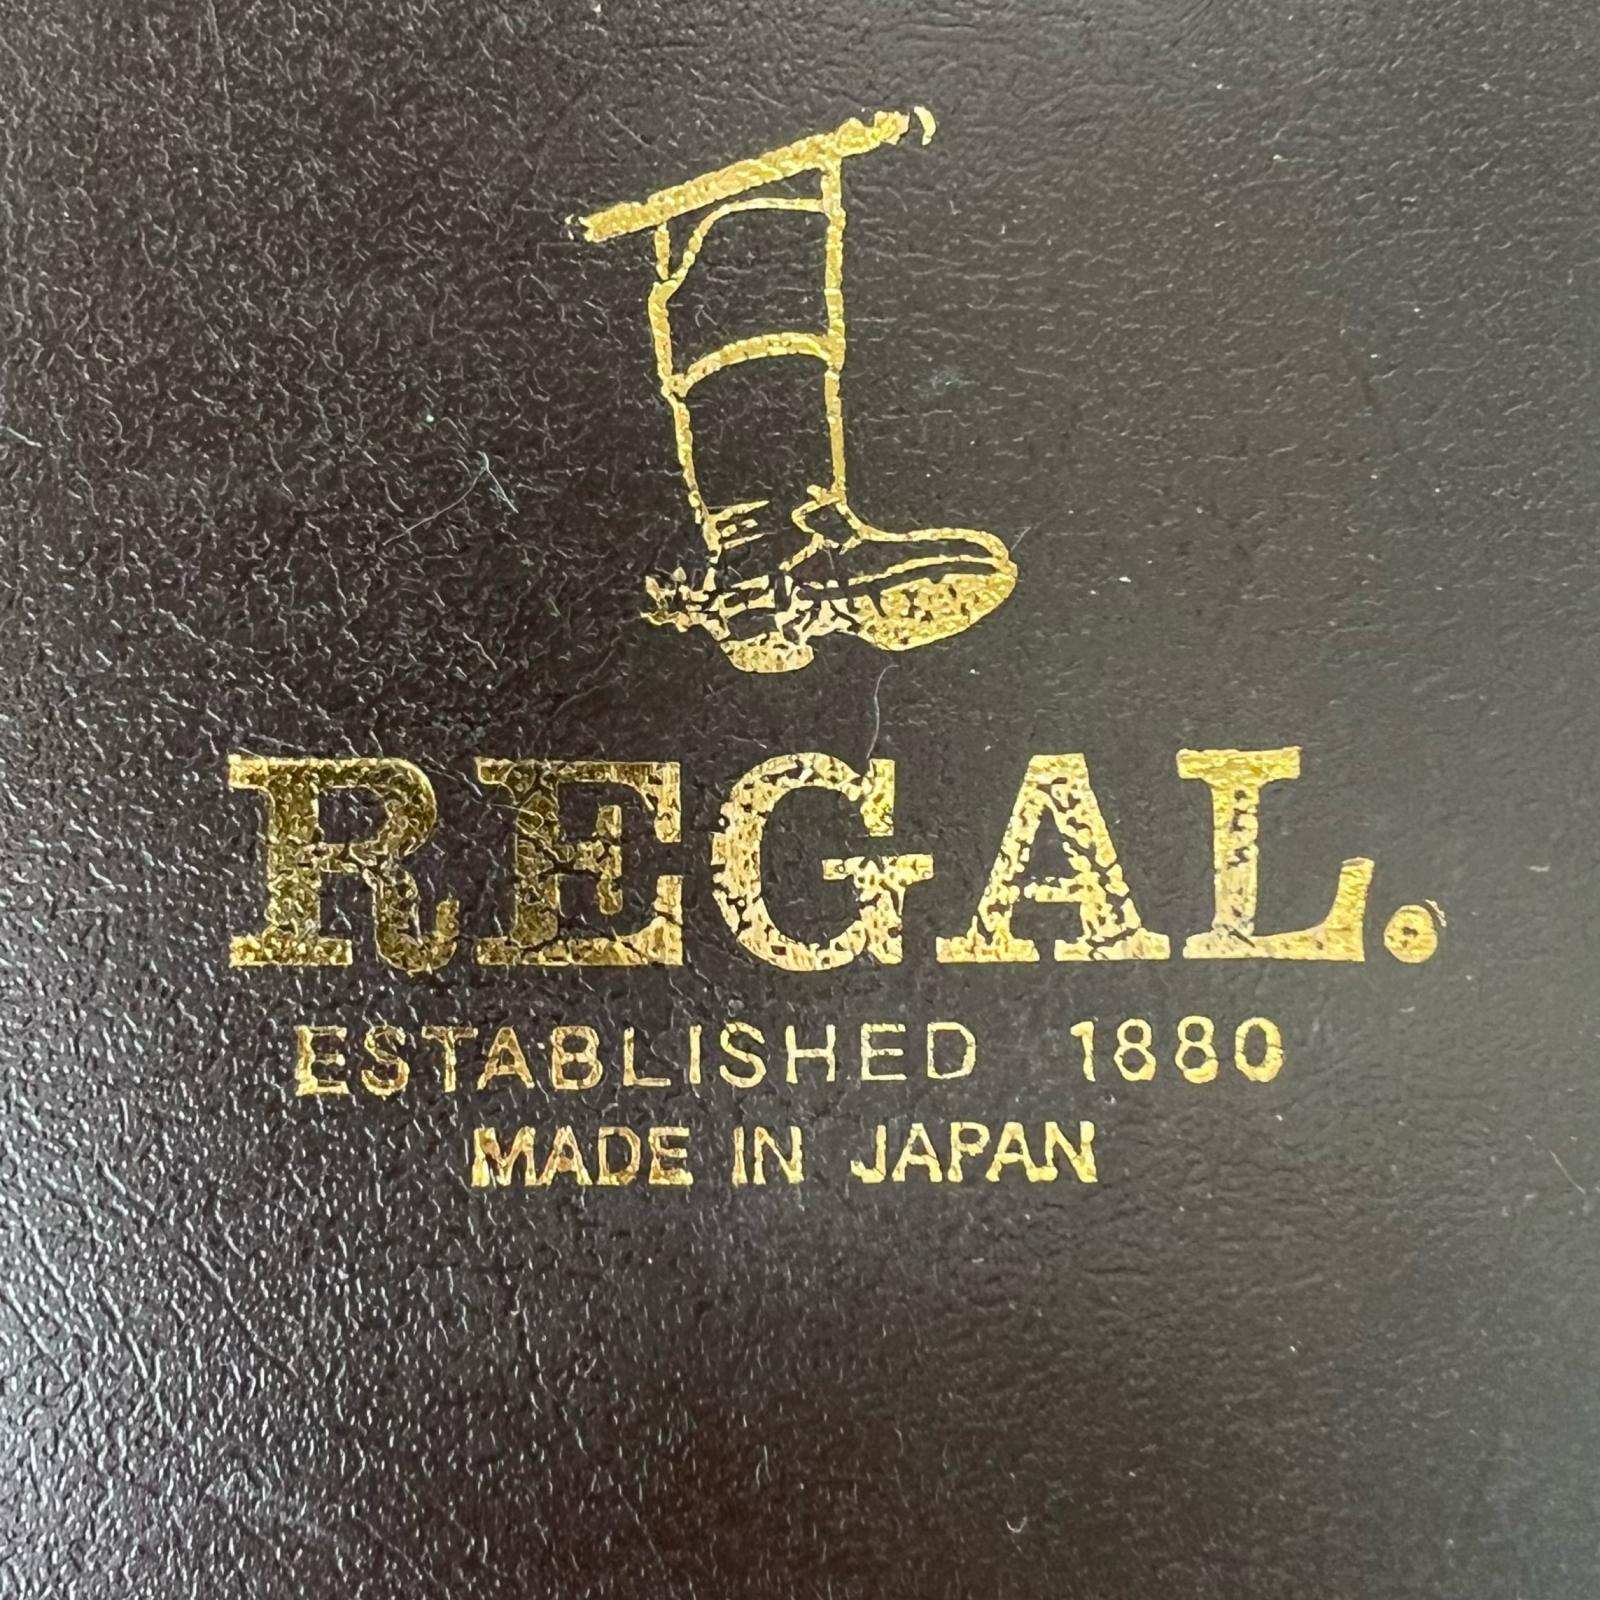 REGAL.
ESTABLISHED 1880
MADE IN JAPAN